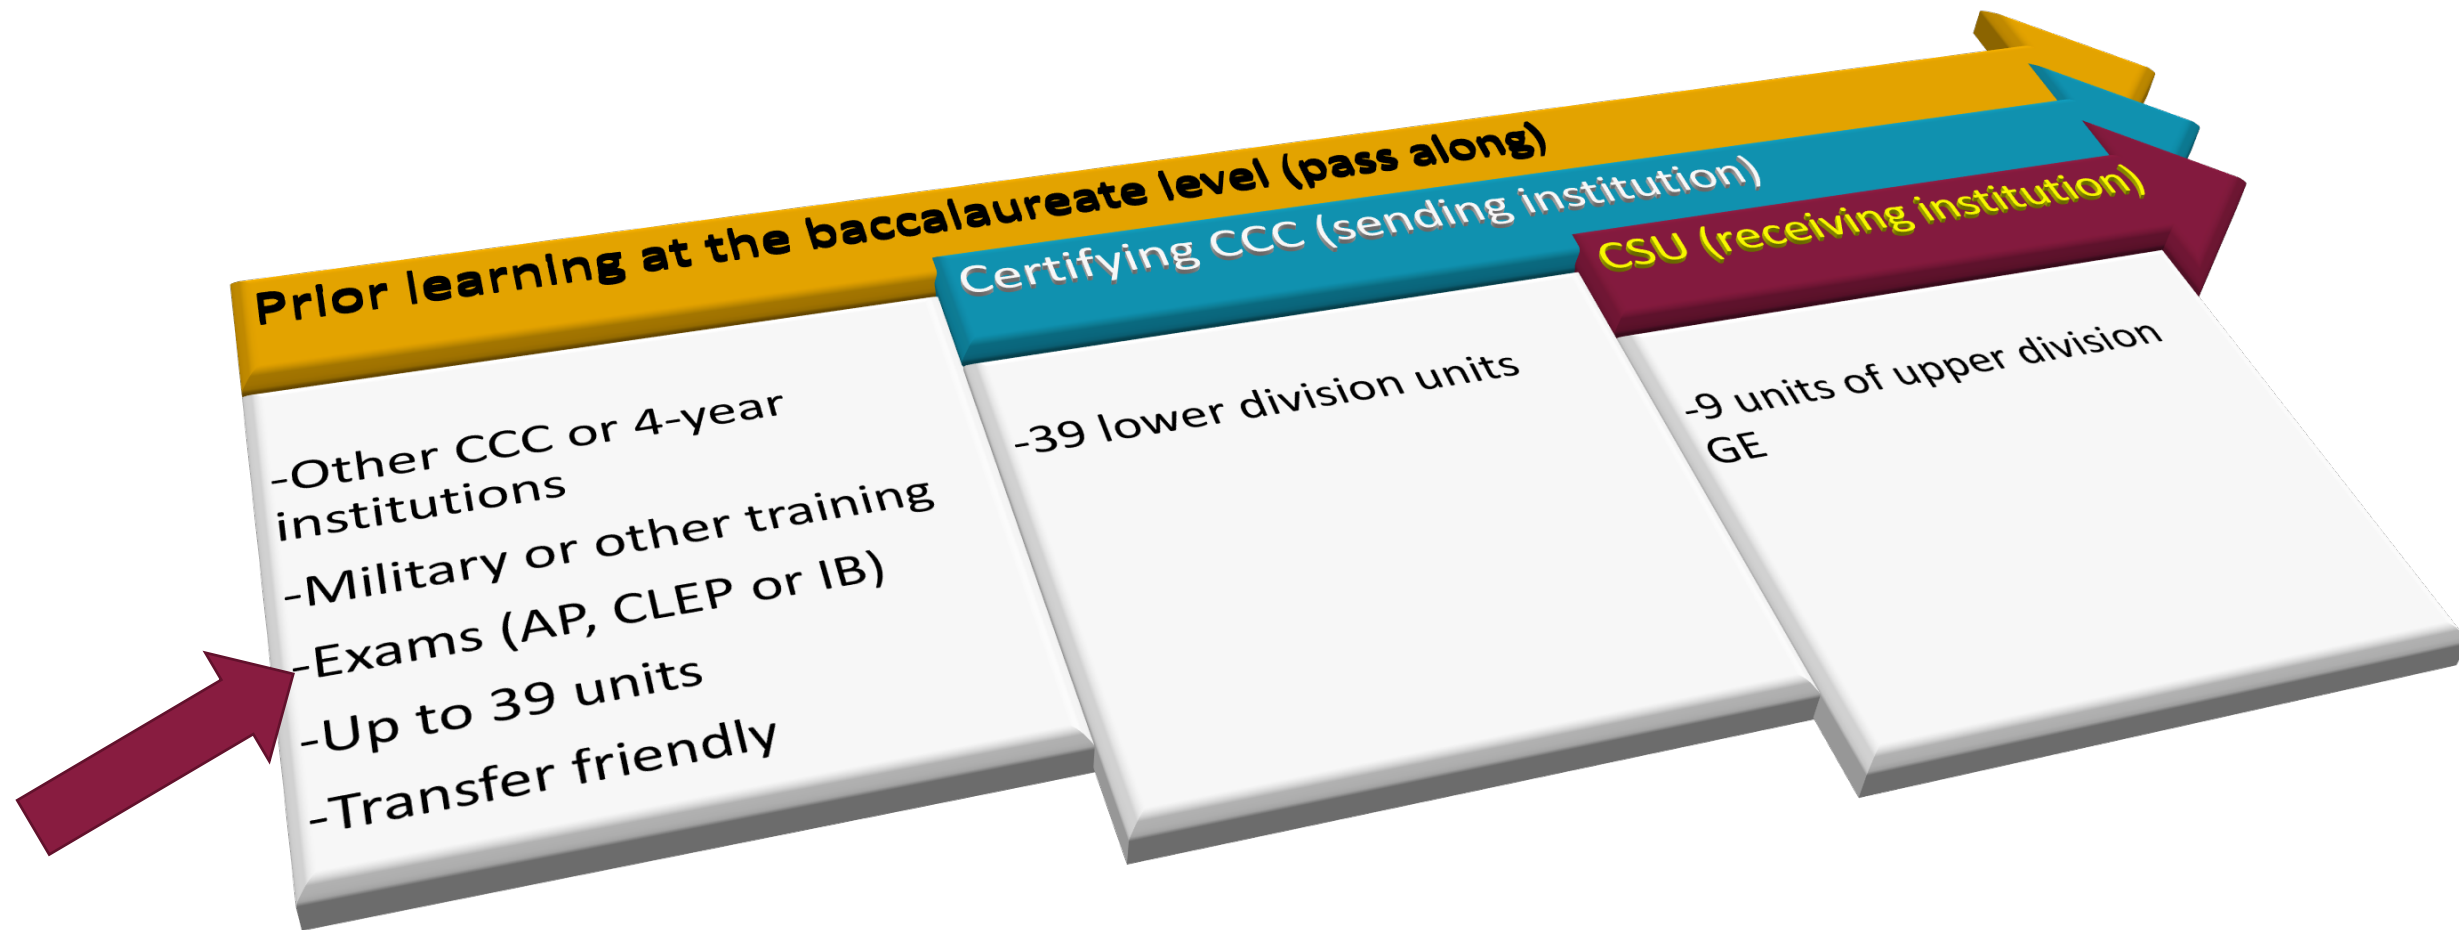 Prior learning at the baccalaureate level (pass along)
-Other CCC or 4-year
institutions
-Military or other training
-Exams (AP, CLEP or IB)
-Up to 39 units
-Transfer friendly
Certifying CCC (sending institution)
-39 lower division units
CSU (receiving institution)
-9 units of upper division
GE